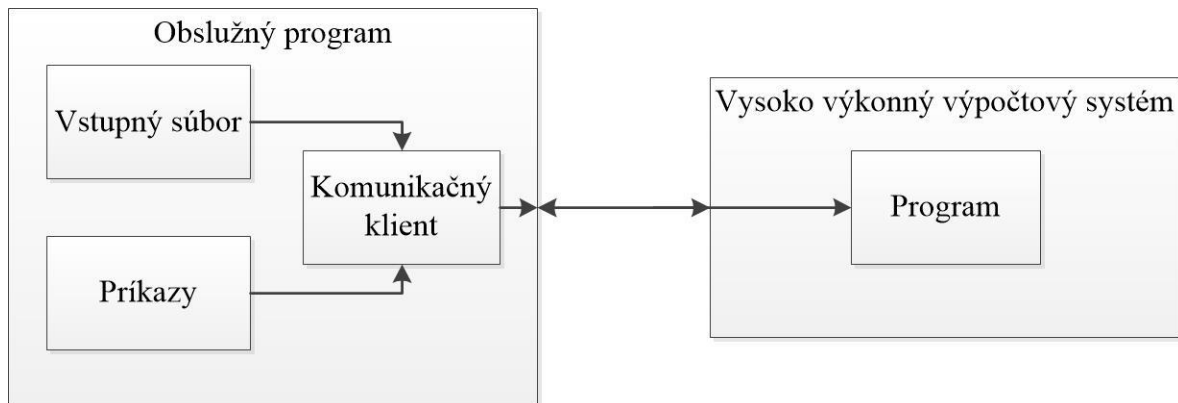 Obslužný program
Vstupný súbor
Komunikačný
klient
Príkazy
Vysoko výkonný výpočtový systém
Program